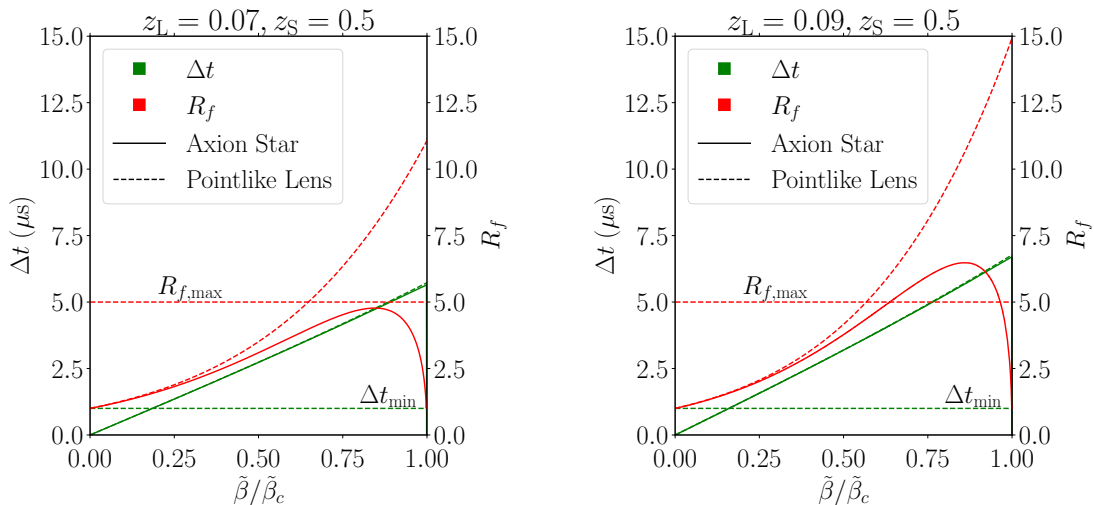 z_L = 0.07, z_S = 0.5
15.0
12.5
10.0
7.5
5.0
2.5
0.0
Δt (μs)
Δt
R_f
Axion Star
Pointlike Lens
R_{f,max}
Δt_min
15.0
12.5
10.0
7.5
5.0
2.5
0.0
R_f
0.00 0.25 0.50 0.75 1.00
β̃/β̃_c
z_L = 0.09, z_S = 0.5
15.0
12.5
10.0
7.5
5.0
2.5
0.0
Δt (μs)
Δt
R_f
Axion Star
Pointlike Lens
R_{f,max}
Δt_min
15.0
12.5
10.0
7.5
5.0
2.5
0.0
R_f
0.00 0.25 0.50 0.75 1.00
β̃/β̃_c